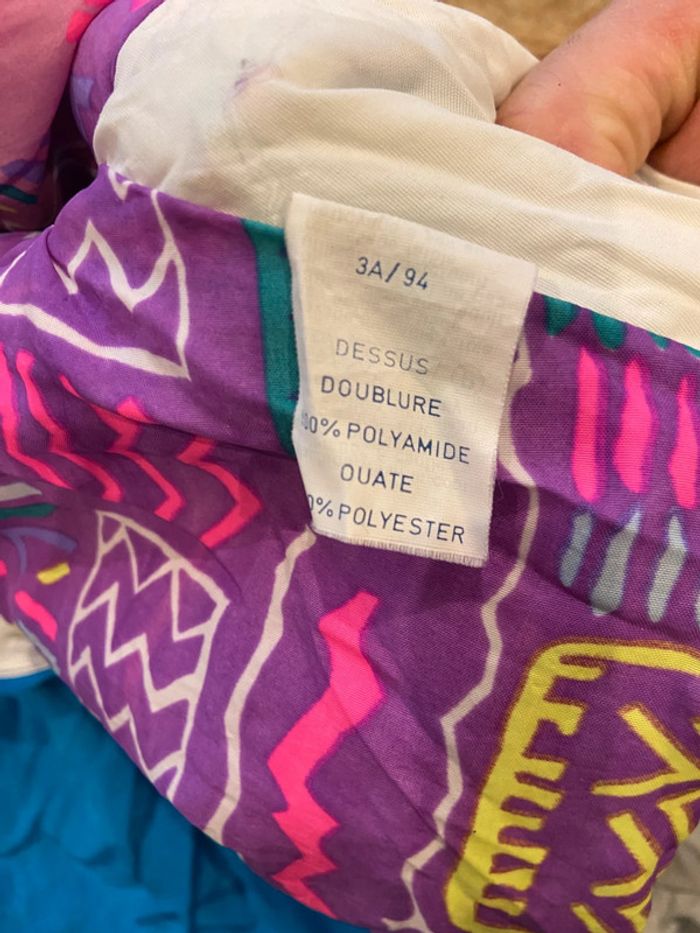 3A/94
DESSUS
DOUBLURE
00% POLYAMIDE
OUATE
0% POLYESTER